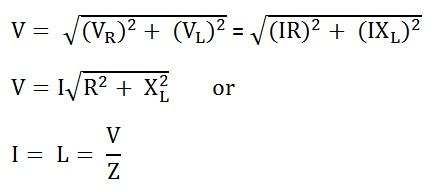 V = √(V_R)² + (V_L)² = √(IR)² + (IX_L)²
V = I√R² + X_L² or
I = L = V/Z